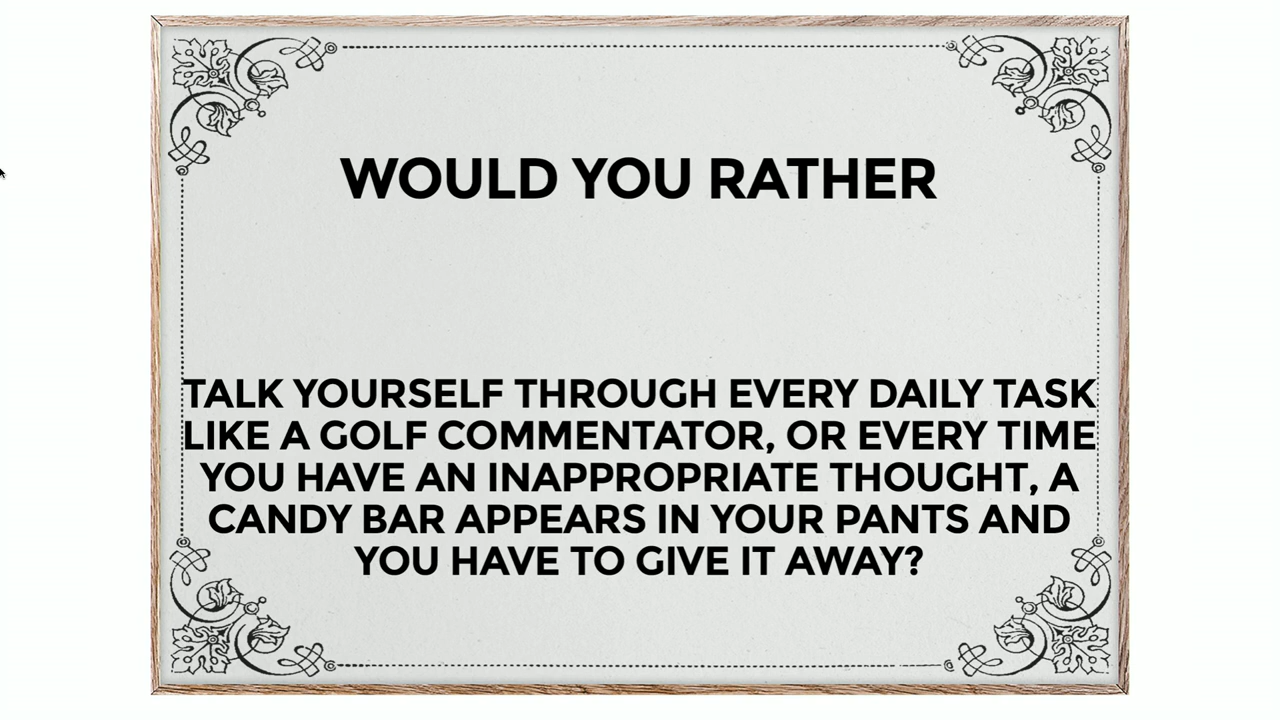 WOULD YOU RATHER
TALK YOURSELF THROUGH EVERY DAILY TASK
LIKE A GOLF COMMENTATOR, OR EVERY TIME
YOU HAVE AN INAPPROPRIATE THOUGHT, A
CANDY BAR APPEARS IN YOUR PANTS AND
YOU HAVE TO GIVE IT AWAY?